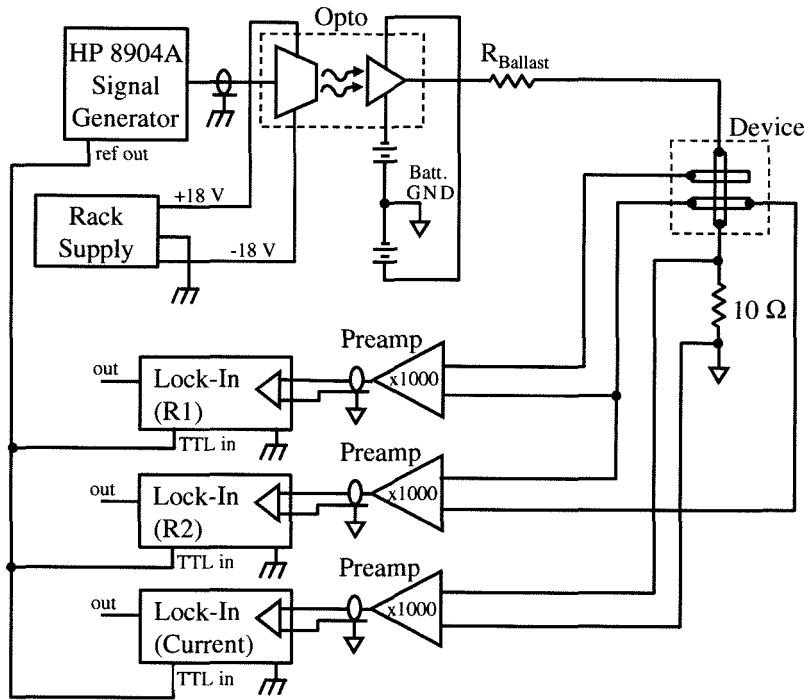 Opto
HP 8904A
Signal
Generator
R_Ballast
ref out
Device
+18 V
Batt.
GND
Rack
Supply
-18 V
10 Ω
Preamp
out
Lock-In
(R1)
x1000
TTL in
Preamp
out
Lock-In
(R2)
x1000
TTL in
Preamp
out
Lock-In
(Current)
x1000
TTL in